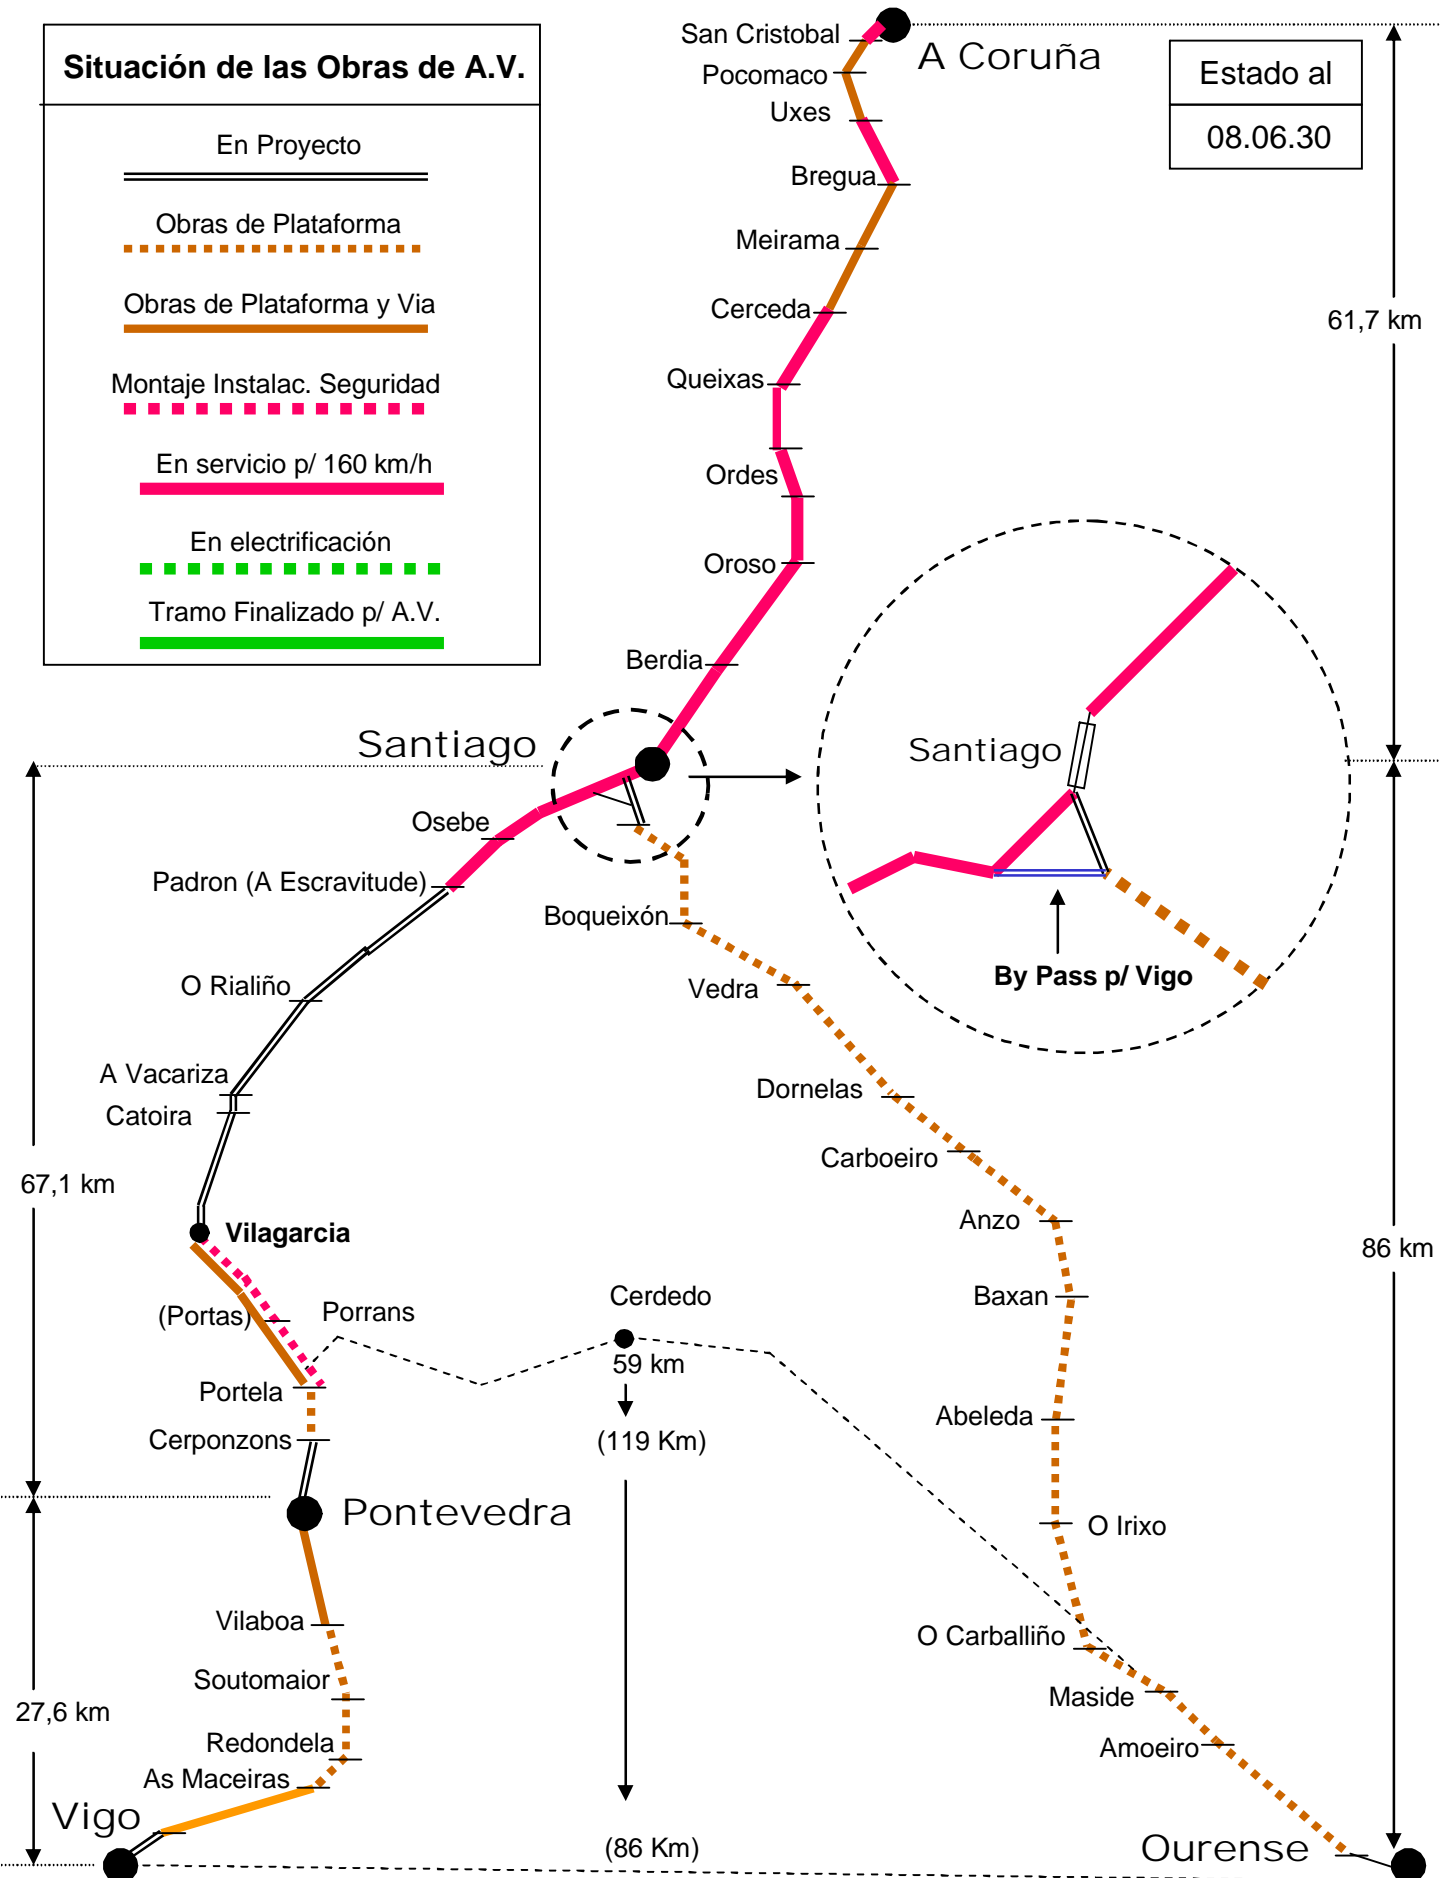 Situación de las Obras de A.V.
En Proyecto
Obras de Plataforma
Obras de Plataforma y Via
Montaje Instalac. Seguridad
En servicio p/ 160 km/h
En electrificación
Tramo Finalizado p/ A.V.
Estado al
08.06.30
San Cristobal
A Coruña
Pocomaco
Uxes
Bregua
Meirama
Cerceda
61,7 km
Queixas
Ordes
Oroso
Berdia
Santiago
Santiago
Osebe
Padron (A Escravitude)
Boqueixón
By Pass p/ Vigo
O Rialiño
Vedra
A Vacariza
Catoira
Dornelas
Carboeiro
67,1 km
Anzo
Vilagarcia
86 km
Baxan
Cerdedo
(Portas)
Porrans
59 km
Portela
Abeleda
Cerponzons
(119 Km)
Pontevedra
O Irixo
Vilaboa
O Carballiño
Soutomaior
Maside
27,6 km
Redondela
Amoeiro
As Maceiras
Vigo
(86 Km)
Ourense